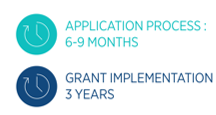 APPLICATION PROCESS :
6-9 MONTHS
GRANT IMPLEMENTATION
3 YEARS